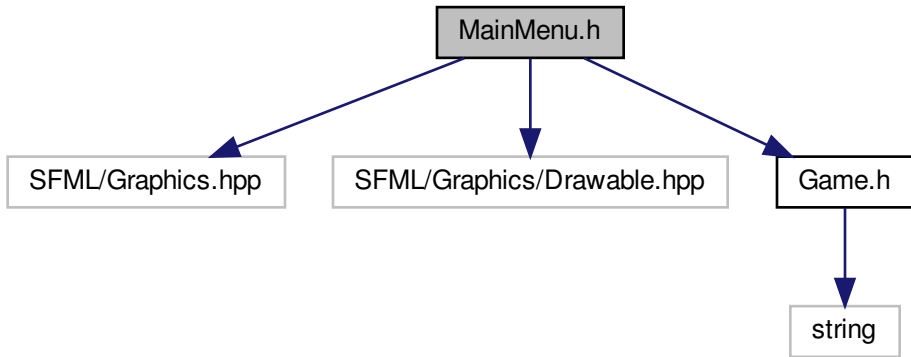 MainMenu.h
SFML/Graphics.hpp
SFML/Graphics/Drawable.hpp
Game.h
string